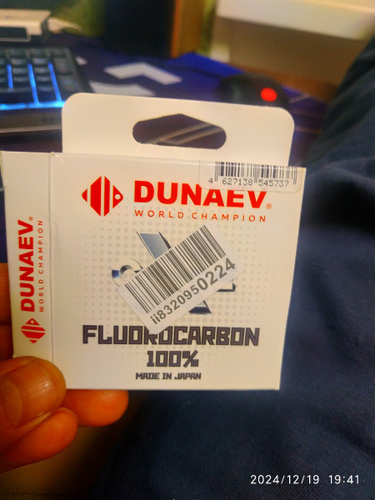 4 627138 545737
DUNAEV®
WORLD CHAMPION
DUNAEV®
WORLD CHAMPION
ii8320950224
FLUOROCARBON
100%
MADE IN JAPAN
2024/12/19 19:41